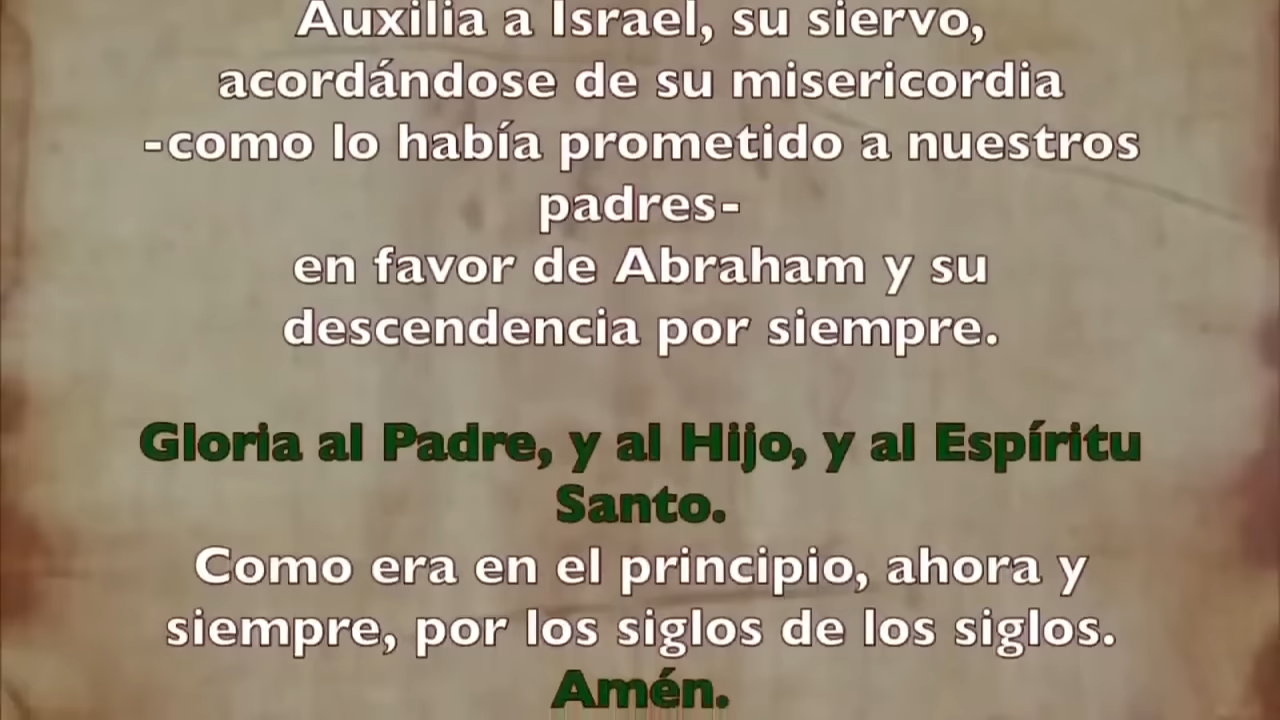 Auxilia a Israel, su siervo,
acordándose de su misericordia
-como lo había prometido a nuestros
padres-
en favor de Abraham y su
descendencia por siempre.
Gloria al Padre, y al Hijo, y al Espíritu
Santo.
Como era en el principio, ahora y
siempre, por los siglos de los siglos.
Amén.